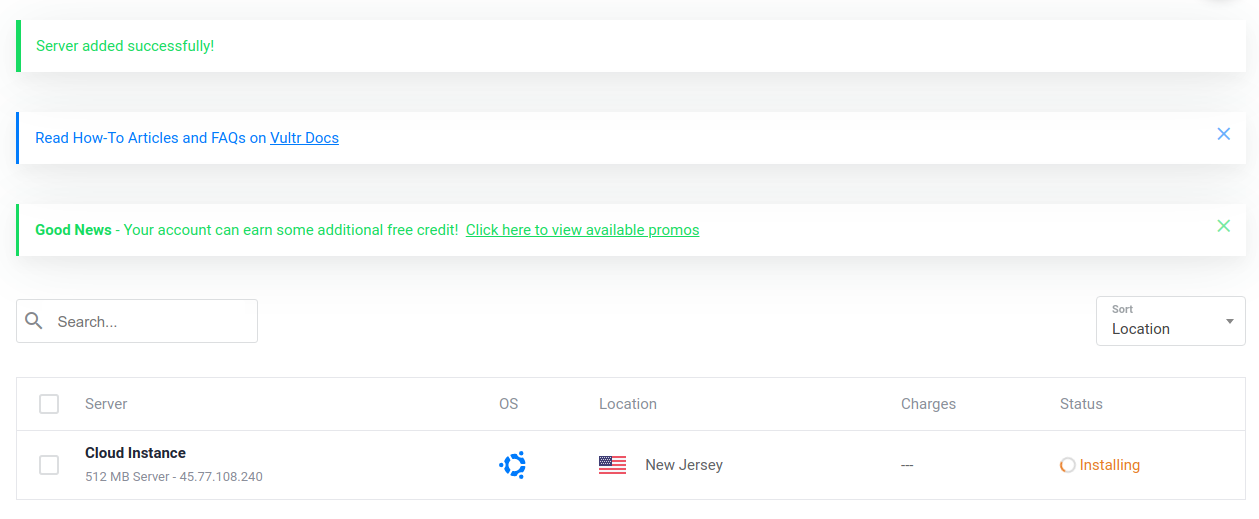 Server added successfully!
Read How-To Articles and FAQs on Vultr Docs
Good News - Your account can earn some additional free credit! Click here to view available promos
Search...
Sort
Location
Server OS Location Charges Status
Cloud Instance
512 MB Server - 45.77.108.240
New Jersey --- Installing